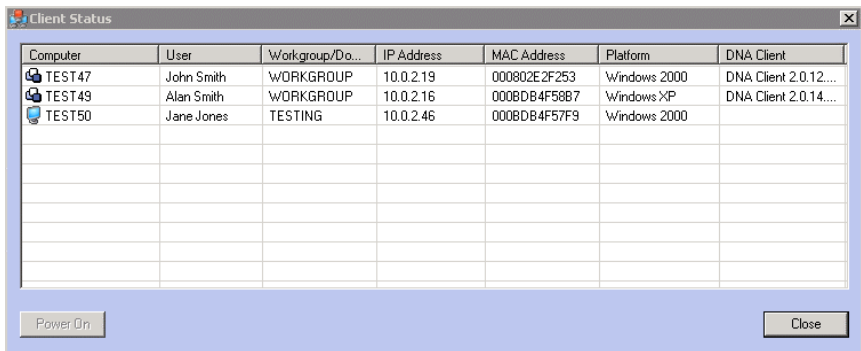 Client Status
Computer User Workgroup/Do... IP Address MAC Address Platform DNA Client
TEST47 John Smith WORKGROUP 10.0.2.19 000802E2F253 Windows 2000 DNA Client 2.0.12....
TEST49 Alan Smith WORKGROUP 10.0.2.16 000BDB4F58B7 Windows XP DNA Client 2.0.14....
TEST50 Jane Jones TESTING 10.0.2.46 000BDB4F57F9 Windows 2000
Power On Close